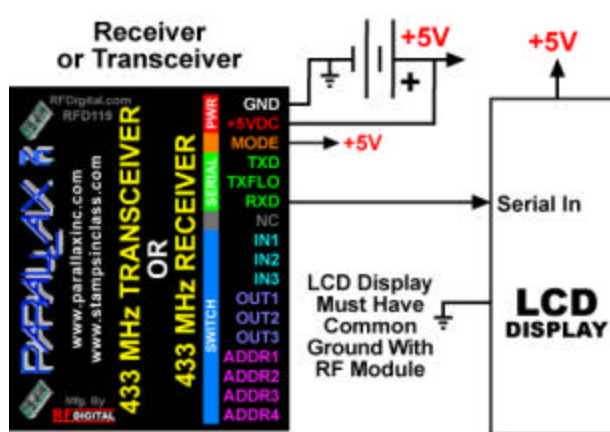 Receiver
or Transceiver
+5V
+
+5V
RFDigital.com
RFD119
PARALLAX
www.parallaxinc.com
www.stampsinclass.com
433 MHz TRANSCEIVER
OR
433 MHz RECEIVER
Mfg. By
RFDIGITAL
PWR
SERIAL
SWITCH
GND
+5VDC
MODE
TXD
TXFLO
RXD
NC
IN1
IN2
IN3
OUT1
OUT2
OUT3
ADDR1
ADDR2
ADDR3
ADDR4
+5V
Serial In
LCD Display
Must Have
Common
Ground With
RF Module
LCD
DISPLAY